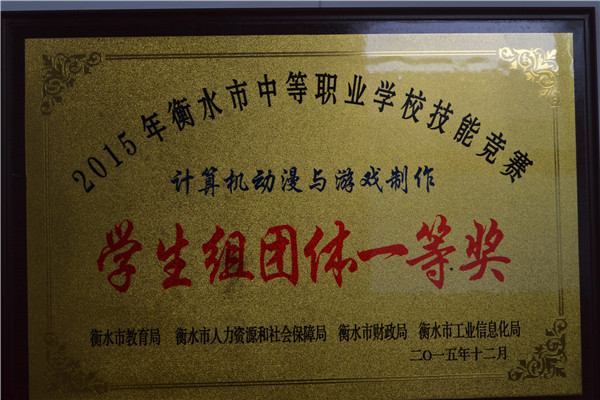 2015年衡水市中等职业学校技能竞赛
计算机动漫与游戏制作
学生组团体一等奖
衡水市教育局 衡水市人力资源和社会保障局 衡水市财政局 衡水市工业信息化局
二〇一五年十二月